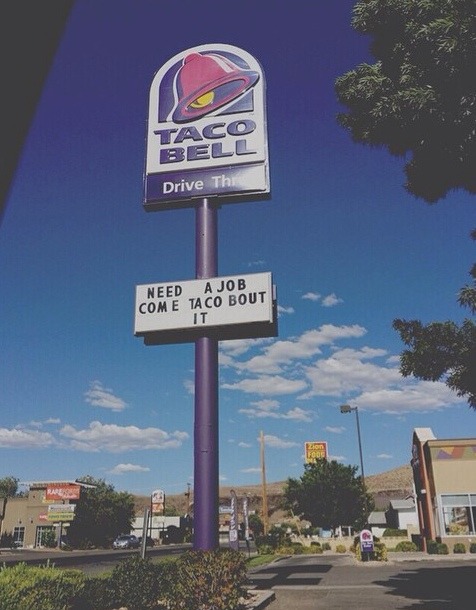 TACO
BELL
Drive Thr
NEED A JOB
COME TACO BOUT
IT
Zion
FOOD